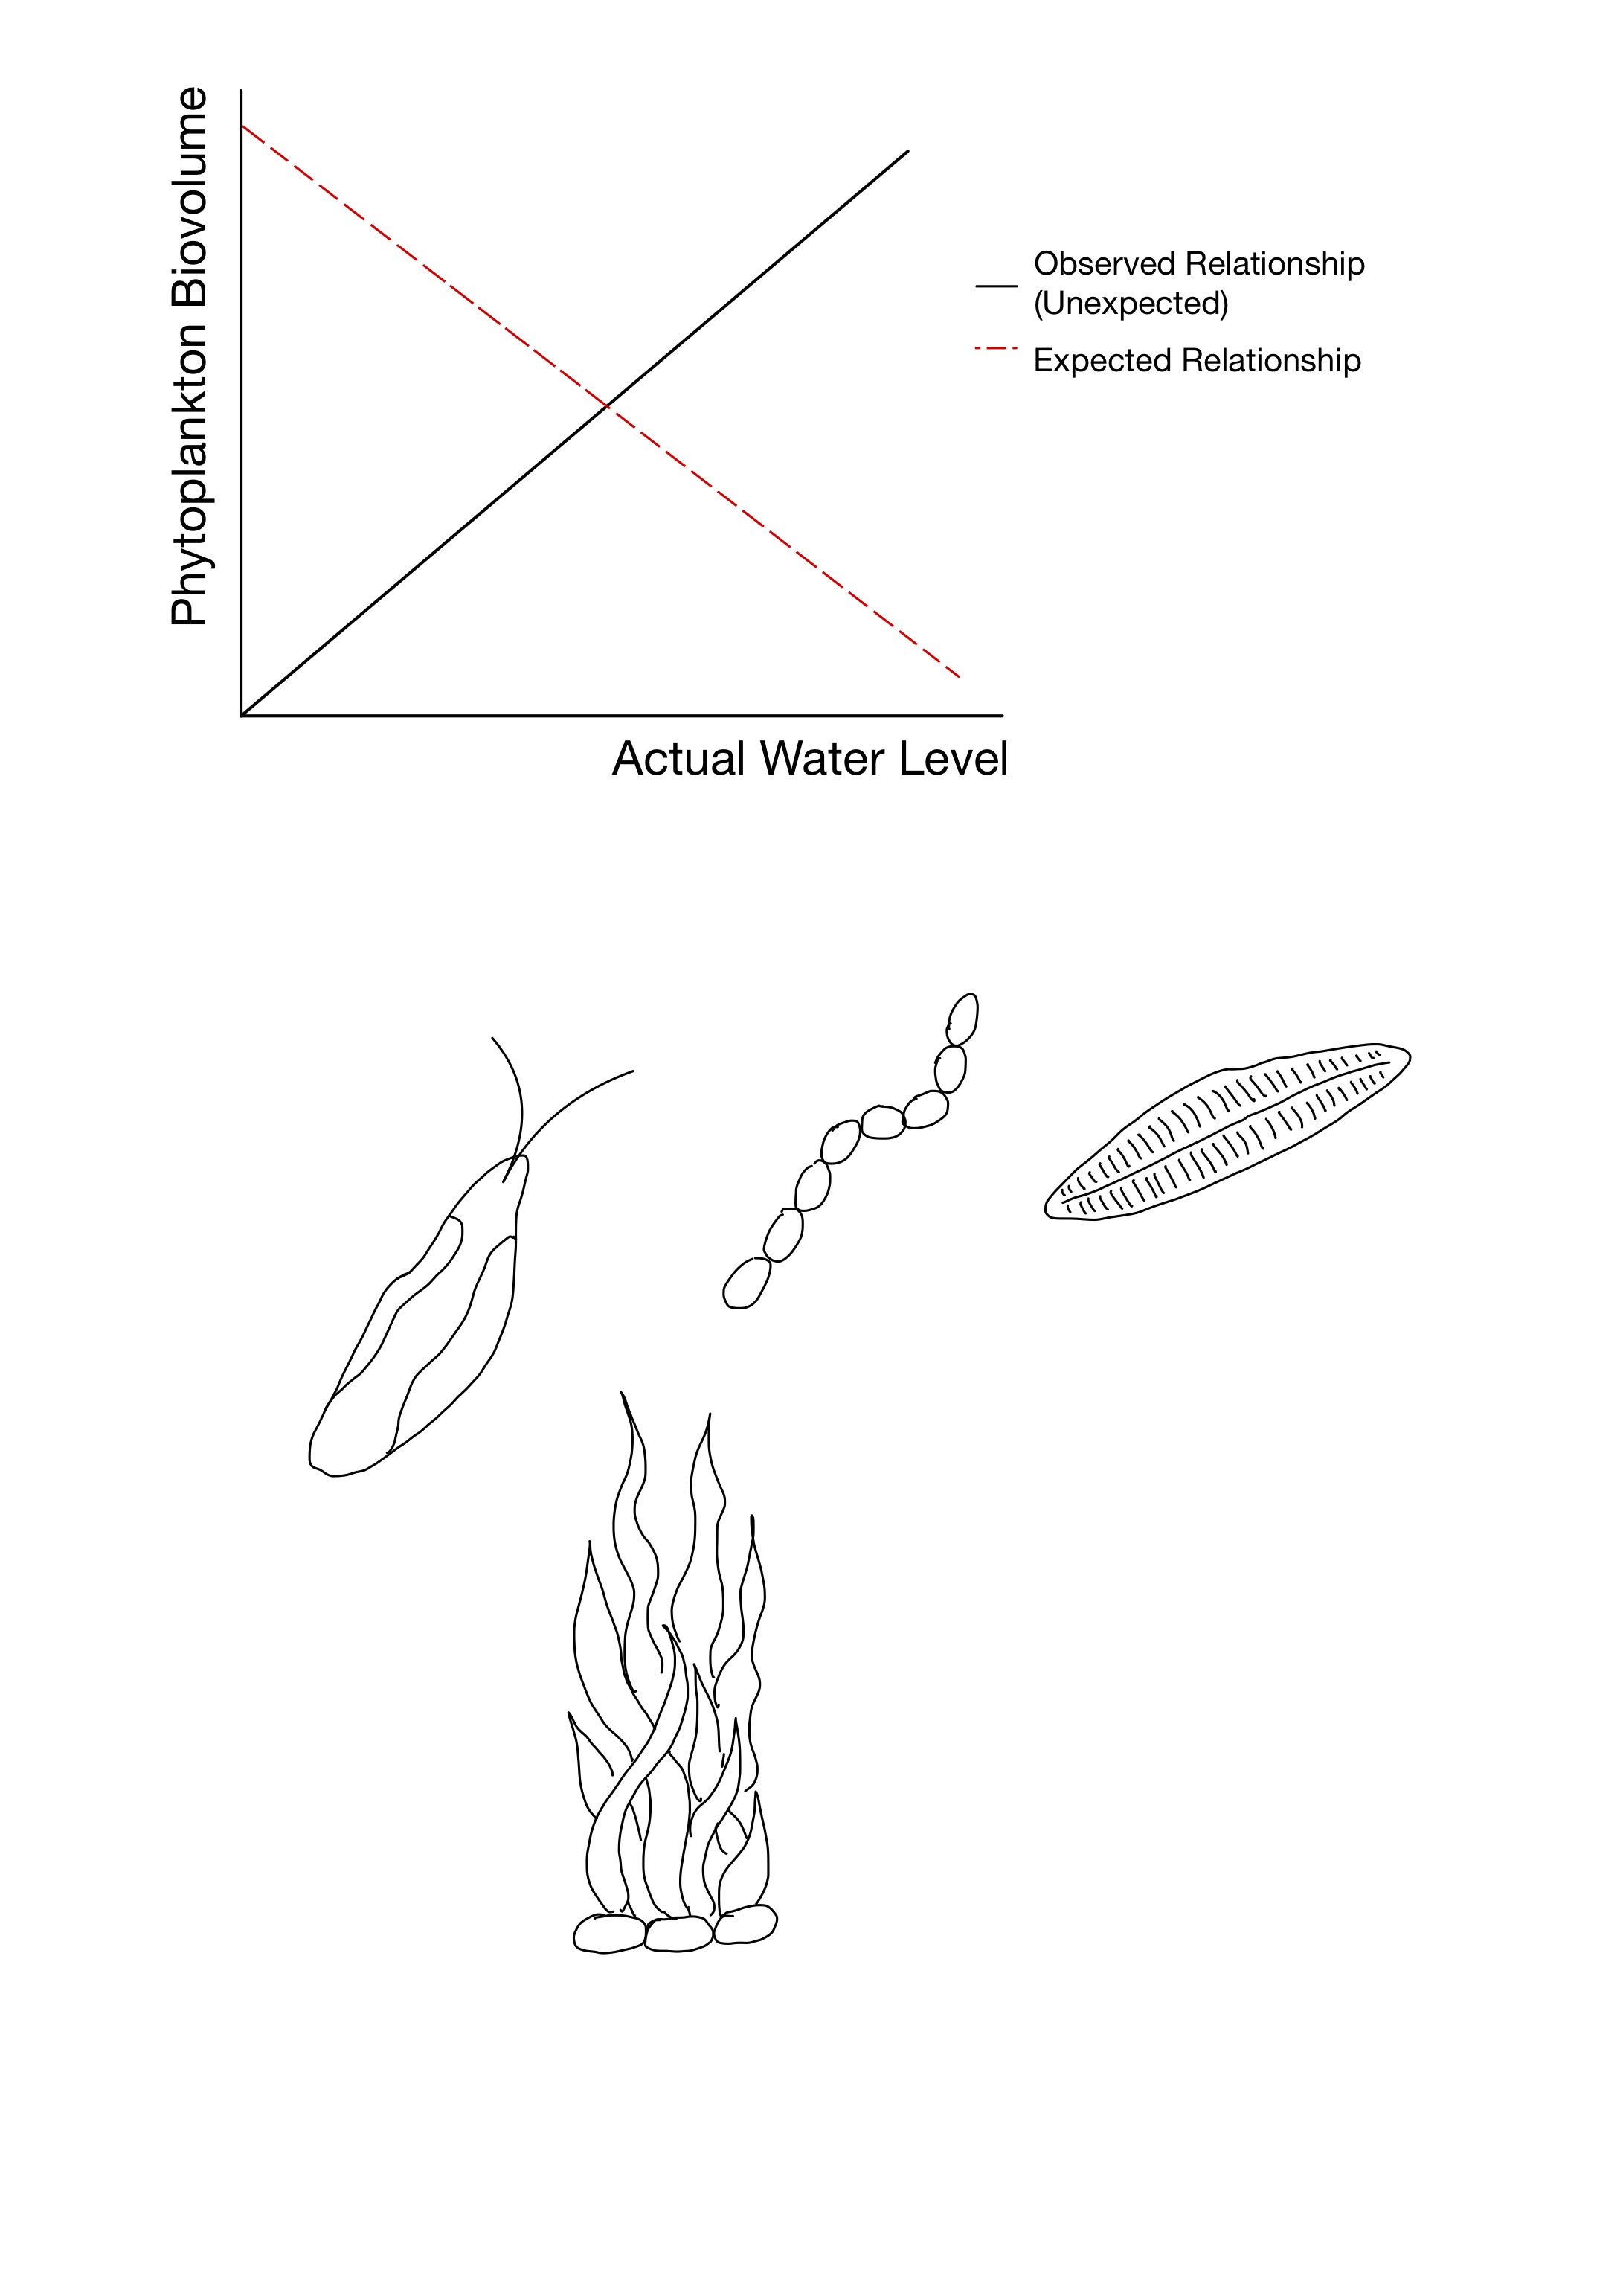 Phytoplankton Biovolume
Observed Relationship
(Unexpected)
Expected Relationship
Actual Water Level